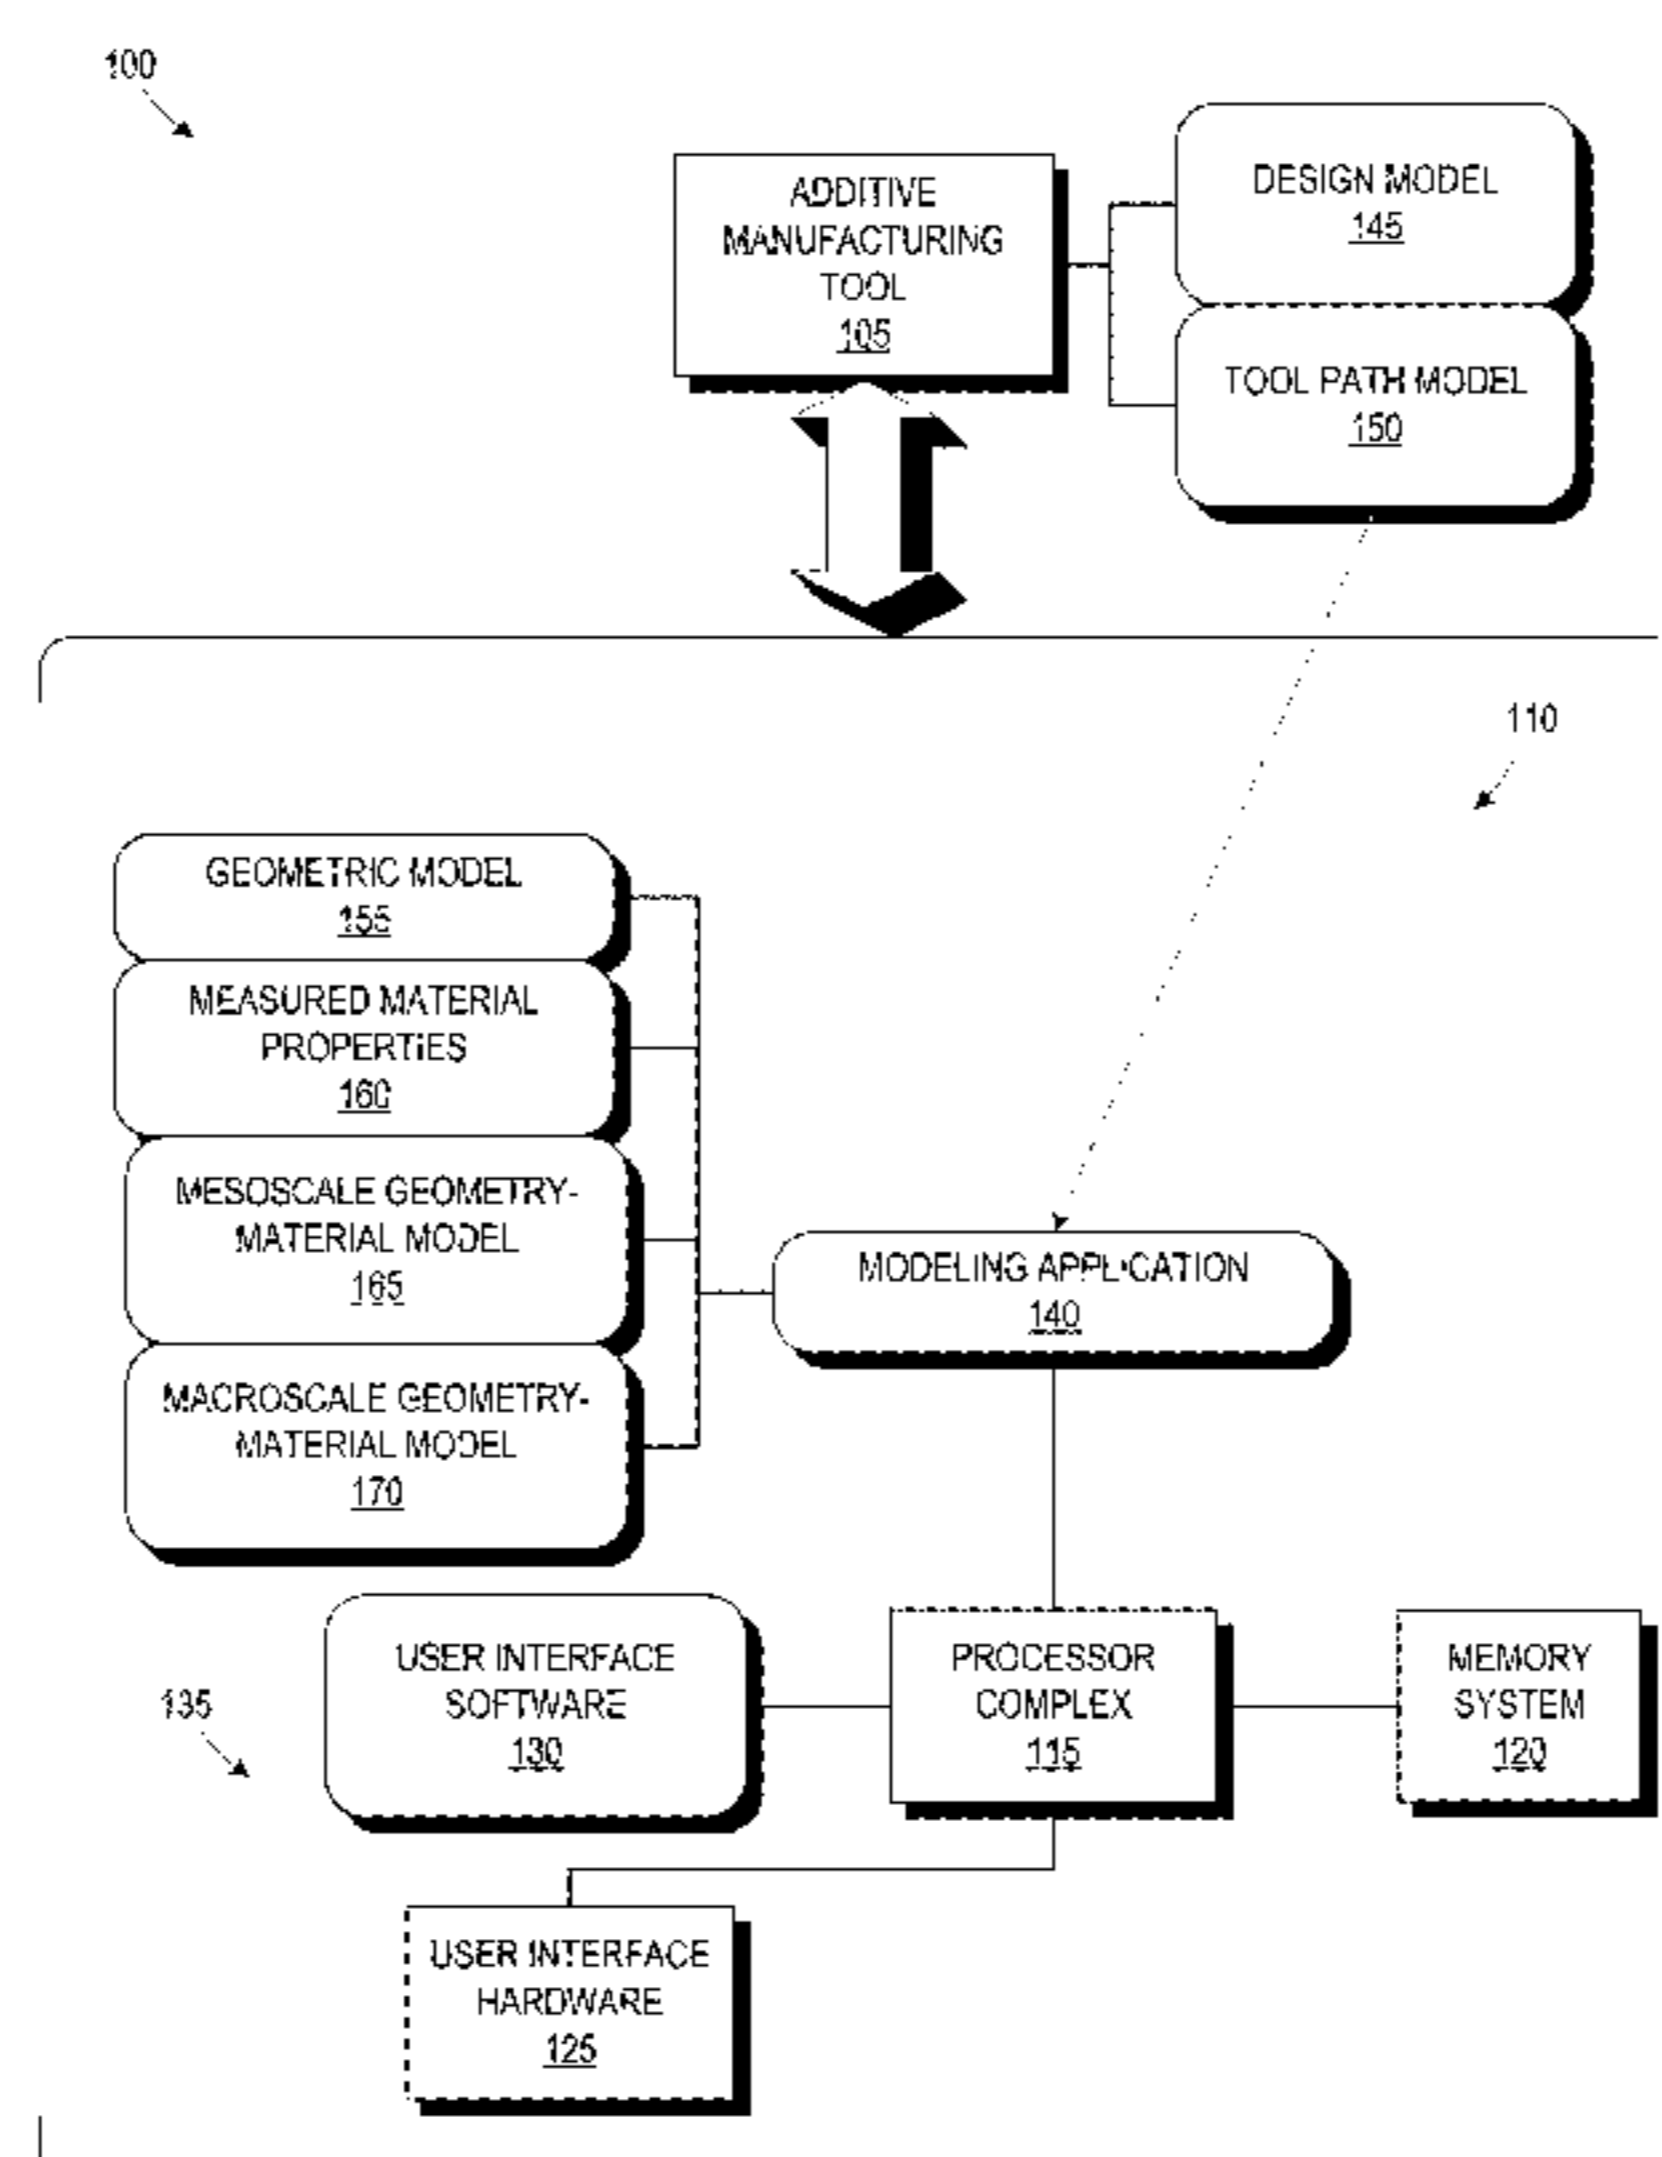 100
ADDITIVE
MANUFACTURING
TOOL
105
DESIGN MODEL
145
TOOL PATH MODEL
150
110
GEOMETRIC MODEL
155
MEASURED MATERIAL
PROPERTIES
160
MESOSCALE GEOMETRY-
MATERIAL MODEL
165
MACROSCALE GEOMETRY-
MATERIAL MODEL
170
MODELING APPLICATION
140
135
USER INTERFACE
SOFTWARE
130
PROCESSOR
COMPLEX
115
MEMORY
SYSTEM
120
USER INTERFACE
HARDWARE
125